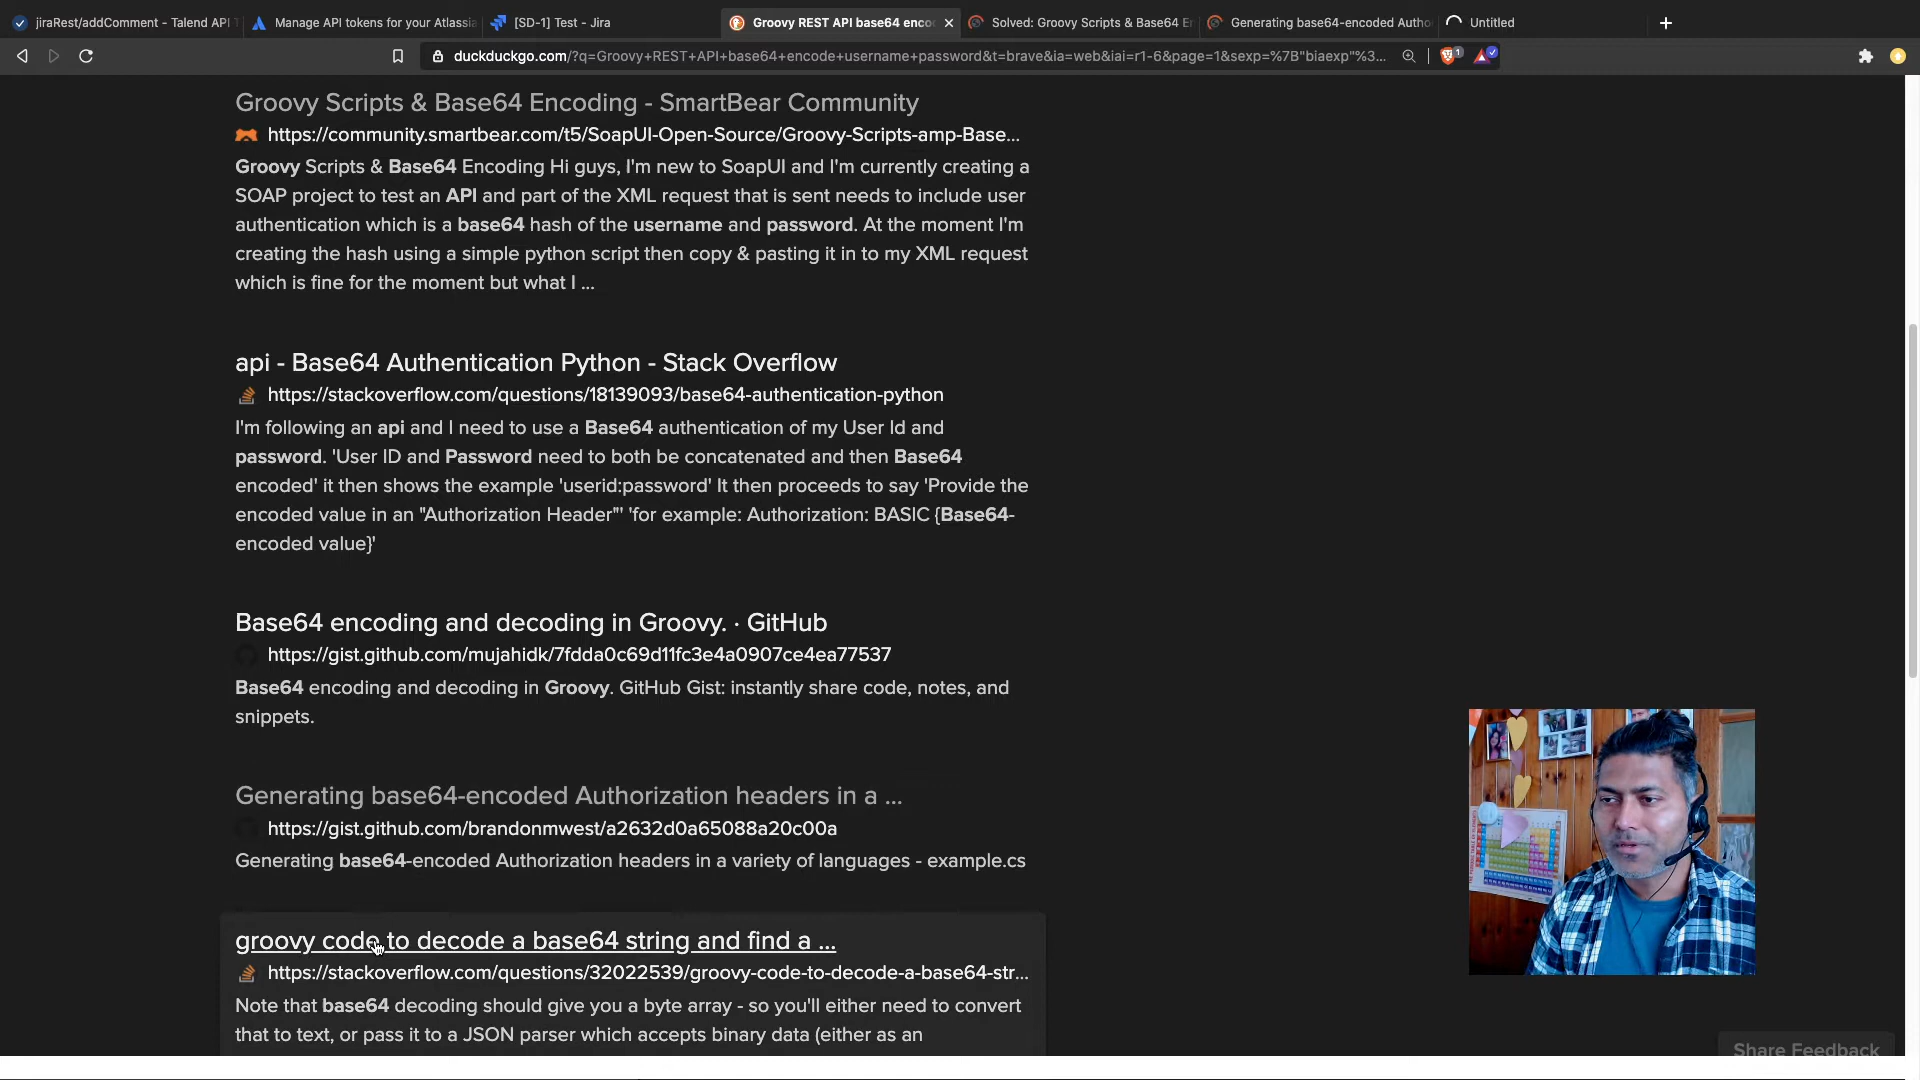 jiraRest/addComment - Talend API T
Manage API tokens for your Atlassia
[SD-1] Test - Jira
Groovy REST API base64 enco
Solved: Groovy Scripts & Base64 E
Generating base64-encoded Autho
Untitled
duckduckgo.com/?q=Groovy+REST+API+base64+encode+username+password&t=brave&ia=web&iai=r1-6&page=1&sexp=%7B"biaexp"%3...
1
Groovy Scripts & Base64 Encoding - SmartBear Community
https://community.smartbear.com/t5/SoapUI-Open-Source/Groovy-Scripts-amp-Base...
Groovy Scripts & Base64 Encoding Hi guys, I'm new to SoapUI and I'm currently creating a
SOAP project to test an API and part of the XML request that is sent needs to include user
authentication which is a base64 hash of the username and password. At the moment I'm
creating the hash using a simple python script then copy & pasting it in to my XML request
which is fine for the moment but what I ...
api - Base64 Authentication Python - Stack Overflow
https://stackoverflow.com/questions/18139093/base64-authentication-python
I'm following an api and I need to use a Base64 authentication of my User Id and
password. 'User ID and Password need to both be concatenated and then Base64
encoded' it then shows the example 'userid:password' It then proceeds to say 'Provide the
encoded value in an "Authorization Header"' 'for example: Authorization: BASIC {Base64-
encoded value}'
Base64 encoding and decoding in Groovy. · GitHub
https://gist.github.com/mujahidk/7fdda0c69d11fc3e4a0907ce4ea77537
Base64 encoding and decoding in Groovy. GitHub Gist: instantly share code, notes, and
snippets.
Generating base64-encoded Authorization headers in a ...
https://gist.github.com/brandonmwest/a2632d0a65088a20c00a
Generating base64-encoded Authorization headers in a variety of languages - example.cs
groovy code to decode a base64 string and find a ...
https://stackoverflow.com/questions/32022539/groovy-code-to-decode-a-base64-str...
Note that base64 decoding should give you a byte array - so you'll either need to convert
that to text, or pass it to a JSON parser which accepts binary data (either as an
Share Feedback